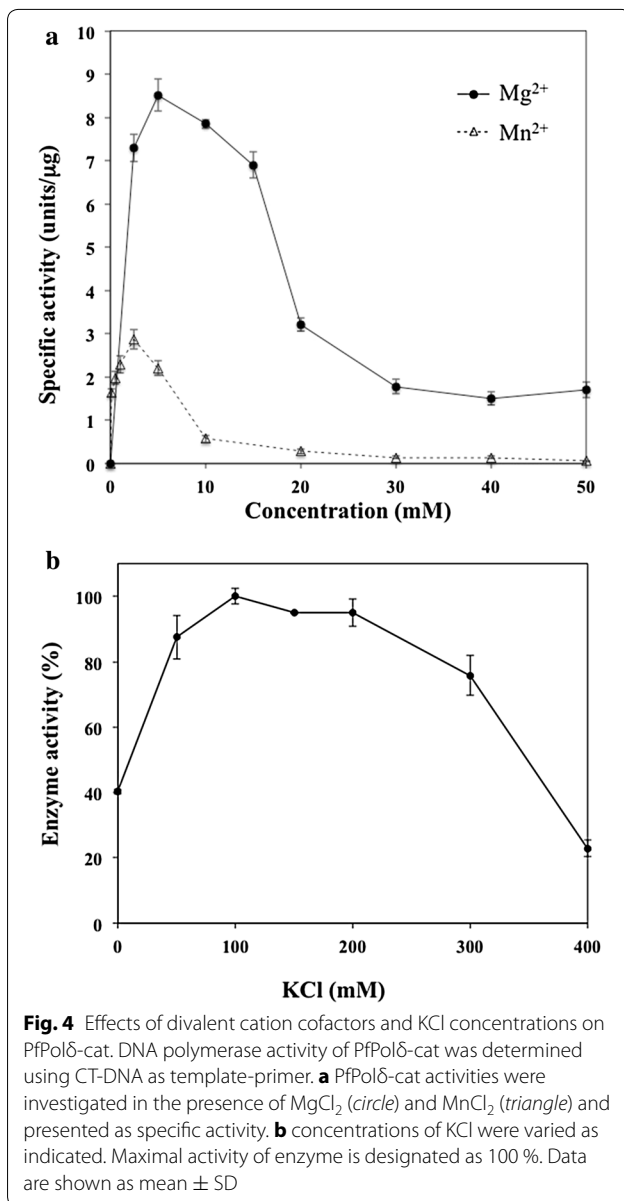 a
10
9
8
7
6
5
4
3
2
1
0
Specific activity (units/µg)
Mg²⁺
Mn²⁺
0 10 20 30 40 50
Concentration (mM)
b
100
80
60
40
20
0
Enzyme activity (%)
0 100 200 300 400
KCl (mM)
Fig. 4 Effects of divalent cation cofactors and KCl concentrations on
PfPolδ-cat. DNA polymerase activity of PfPolδ-cat was determined
using CT-DNA as template-primer. a PfPolδ-cat activities were
investigated in the presence of MgCl₂ (circle) and MnCl₂ (triangle) and
presented as specific activity. b concentrations of KCl were varied as
indicated. Maximal activity of enzyme is designated as 100 %. Data
are shown as mean ± SD